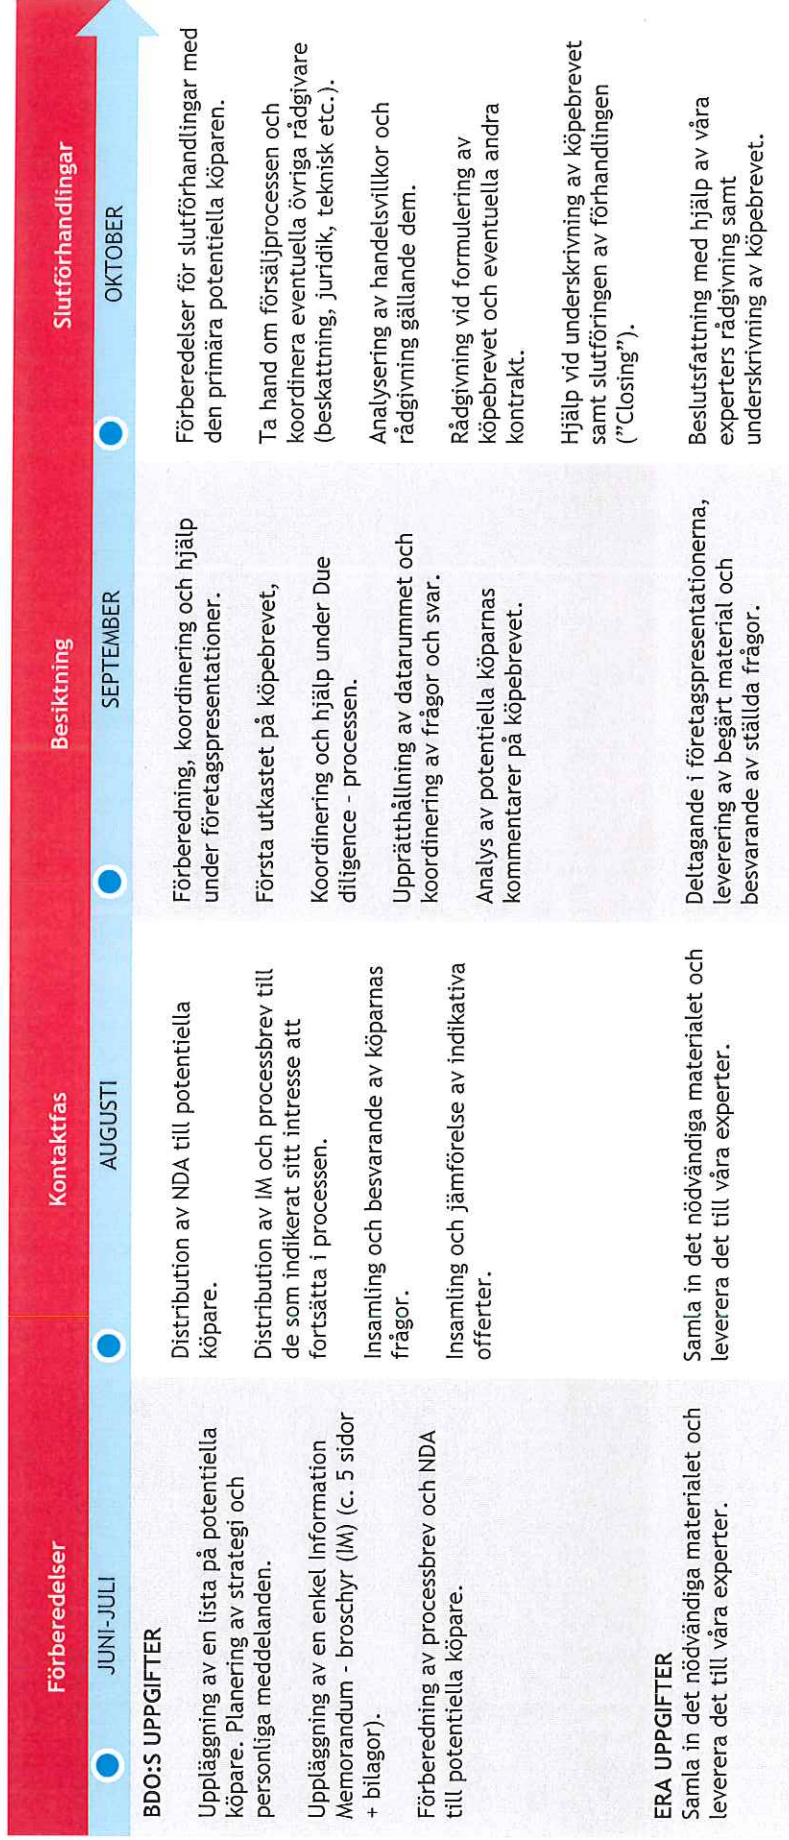 Förberedelser
Kontaktfas
Besiktning
Slutförhandlingar
JUNI-JULI
AUGUSTI
SEPTEMBER
OKTOBER
BDO:S UPPGIFTER
Uppläggning av en lista på potentiella
köpare. Planering av strategi och
personliga meddelanden.
Uppläggning av en enkel Information
Memorandum - broschyr (IM) (c. 5 sidor
+ bilagor).
Förberedning av processbrev och NDA
till potentiella köpare.
Distribution av NDA till potentiella
köpare.
Distribution av IM och processbrev till
de som indikerat sitt intresse att
fortsätta i processen.
Insamling och besvarande av köparnas
frågor.
Insamling och jämförelse av indikativa
offerter.
Förberedning, koordinering och hjälp
under företagspresentationer.
Första utkastet på köpebrevet,
Koordinering och hjälp under Due
diligence - processen.
Upprätthållning av datarummet och
koordinering av frågor och svar.
Analys av potentiella köparnas
kommentarer på köpebrevet.
Förberedelser för slutförhandlingar med
den primära potentiella köparen.
Ta hand om försäljprocessen och
koordinera eventuella övriga rådgivare
(beskattning, juridik, teknisk etc.).
Analysering av handelsvillkor och
rådgivning gällande dem.
Rådgivning vid formulering av
köpebrevet och eventuella andra
kontrakt.
Hjälp vid underskrivning av köpebrevet
samt slutföringen av förhandlingen
("Closing").
ERA UPPGIFTER
Samla in det nödvändiga materialet och
leverera det till våra experter.
Samla in det nödvändiga materialet och
leverera det till våra experter.
Deltagande i företagspresentationerna,
leverering av begärt material och
besvarande av ställda frågor.
Beslutsfattning med hjälp av våra
experters rådgivning samt
underskrivning av köpebrevet.